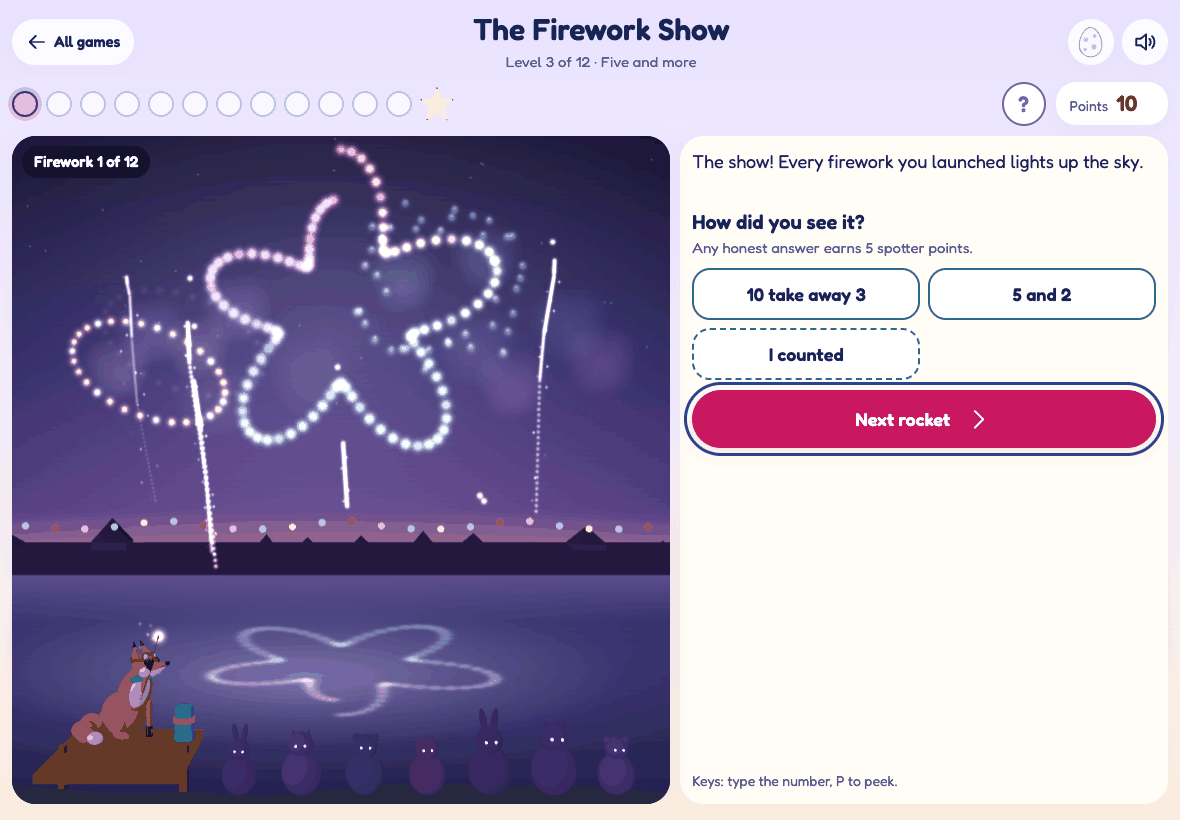 All games
The Firework Show
Level 3 of 12 · Five and more
?
Points 10
Firework 1 of 12
The show! Every firework you launched lights up the sky.
How did you see it?
Any honest answer earns 5 spotter points.
10 take away 3
5 and 2
I counted
Next rocket
Keys: type the number, P to peek.